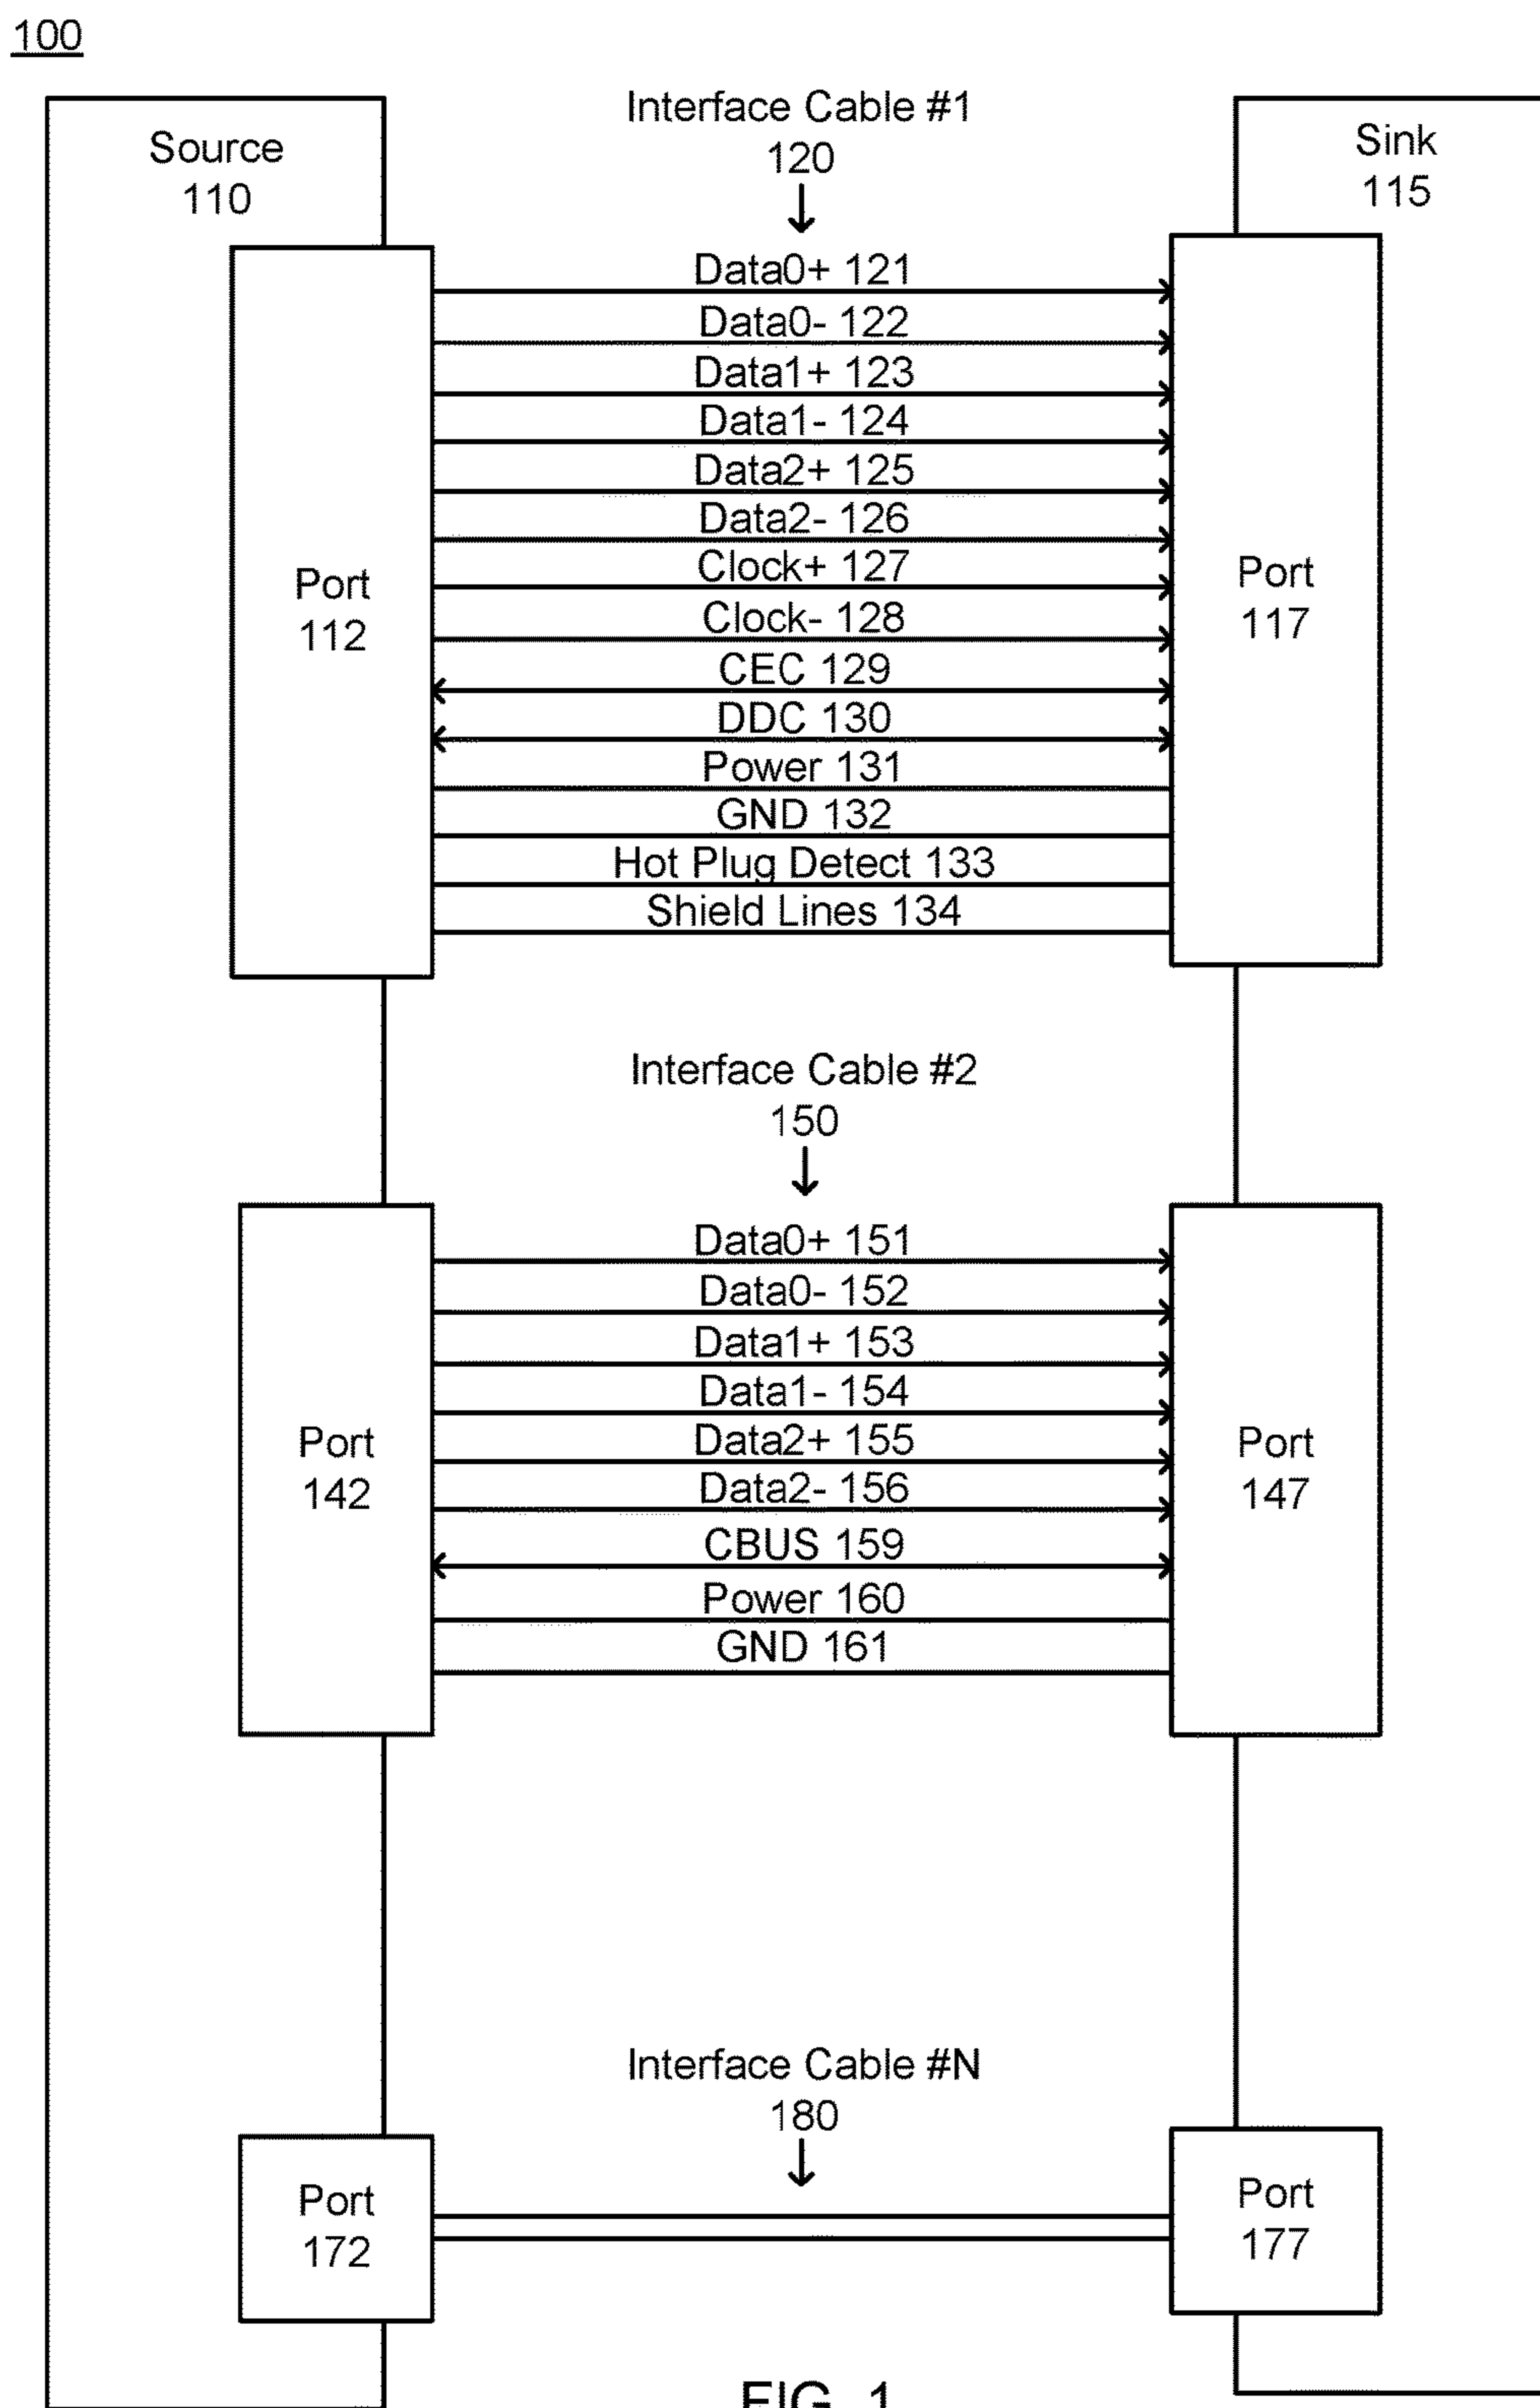 100
Source
110
Interface Cable #1
120
Sink
115
Port
112
Data0+ 121
Data0- 122
Data1+ 123
Data1- 124
Data2+ 125
Data2- 126
Clock+ 127
Clock- 128
CEC 129
DDC 130
Power 131
GND 132
Hot Plug Detect 133
Shield Lines 134
Port
117
Interface Cable #2
150
Port
142
Data0+ 151
Data0- 152
Data1+ 153
Data1- 154
Data2+ 155
Data2- 156
CBUS 159
Power 160
GND 161
Port
147
Interface Cable #N
180
Port
172
Port
177
FIG. 1